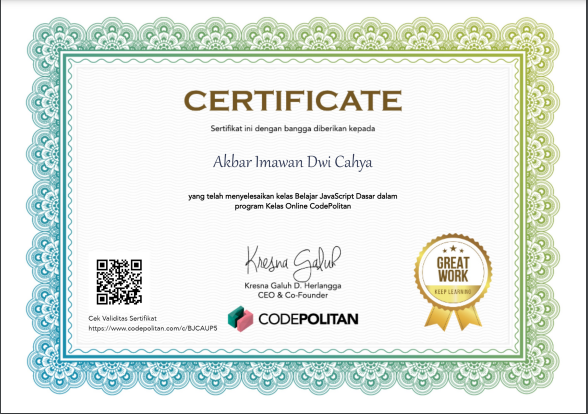 CERTIFICATE
Sertifikat ini dengan bangga diberikan kepada
Akbar Imawan Dwi Cahya
yang telah menyelesaikan kelas Belajar JavaScript Dasar dalam
program Kelas Online CodePolitan
Kresna Galuh
Kresna Galuh D. Herlangga
CEO & Co-Founder
CODEPOLITAN
GREAT
WORK
KEEP LEARNING
Cek Validitas Sertifikat
https://www.codepolitan.com/c/BJCAUP5